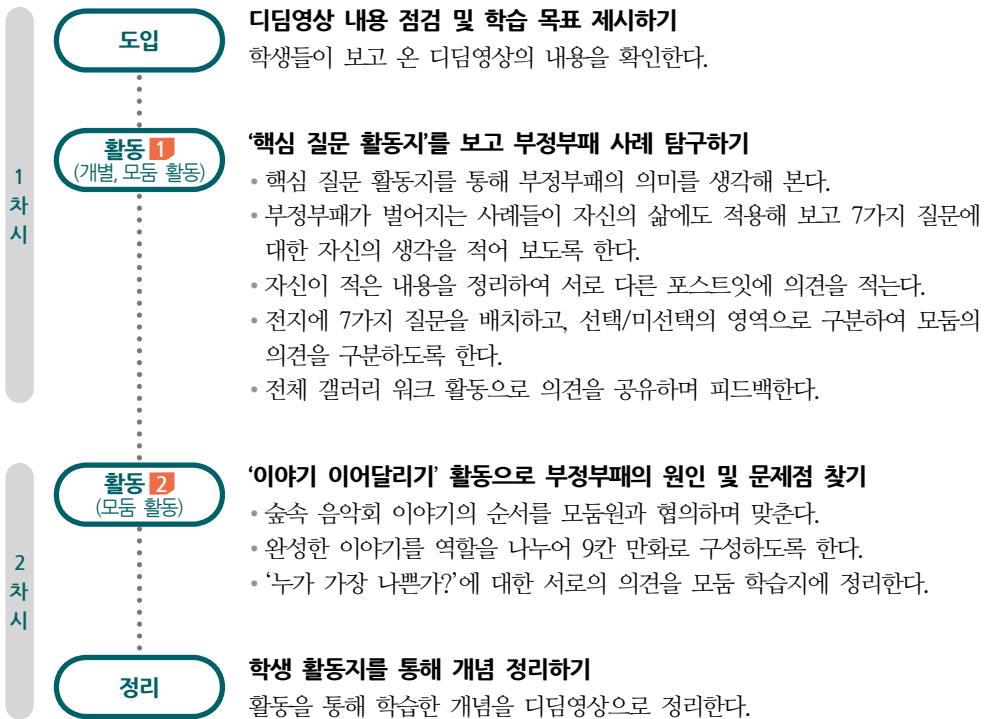 1
차
시
도입
디딤영상 내용 점검 및 학습 목표 제시하기
학생들이 보고 온 디딤영상의 내용을 확인한다.
활동 1
(개별, 모둠 활동)
‘핵심 질문 활동지’를 보고 부정부패 사례 탐구하기
• 핵심 질문 활동지를 통해 부정부패의 의미를 생각해 본다.
• 부정부패가 벌어지는 사례들이 자신의 삶에도 적용해 보고 7가지 질문에
대한 자신의 생각을 적어 보도록 한다.
• 자신이 적은 내용을 정리하여 서로 다른 포스트잇에 의견을 적는다.
• 전지에 7가지 질문을 배치하고, 선택/미선택의 영역으로 구분하여 모둠의
의견을 구분하도록 한다.
• 전체 갤러리 워크 활동으로 의견을 공유하며 피드백한다.
2
차
시
활동 2
(모둠 활동)
‘이야기 이어달리기’ 활동으로 부정부패의 원인 및 문제점 찾기
• 숲속 음악회 이야기의 순서를 모둠원과 협의하며 맞춘다.
• 완성한 이야기를 역할을 나누어 9칸 만화로 구성하도록 한다.
• ‘누가 가장 나쁜가?’에 대한 서로의 의견을 모둠 학습지에 정리한다.
정리
학생 활동지를 통해 개념 정리하기
활동을 통해 학습한 개념을 디딤영상으로 정리한다.